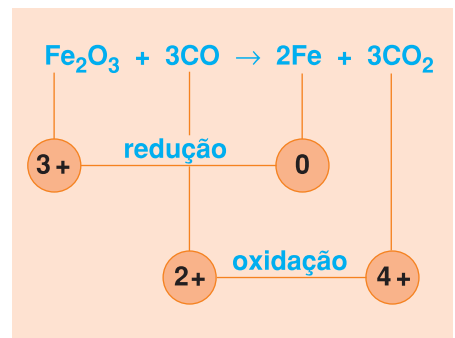 Fe₂O₃ + 3CO → 2Fe + 3CO₂
redução
3+ 0
oxidação
2+ 4+